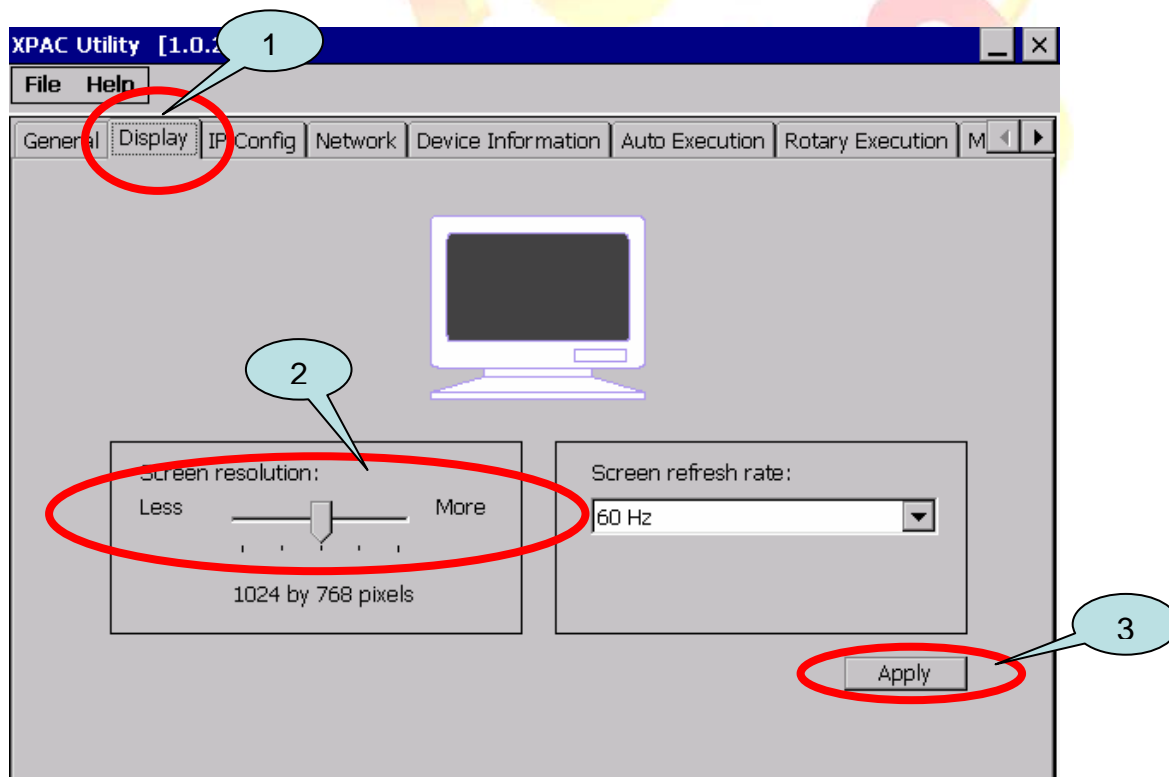 XPAC Utility [1.0.2
1
File Help
General Display IP Config Network Device Information Auto Execution Rotary Execution M
2
Screen resolution:
Less More
1024 by 768 pixels
Screen refresh rate:
60 Hz
3
Apply